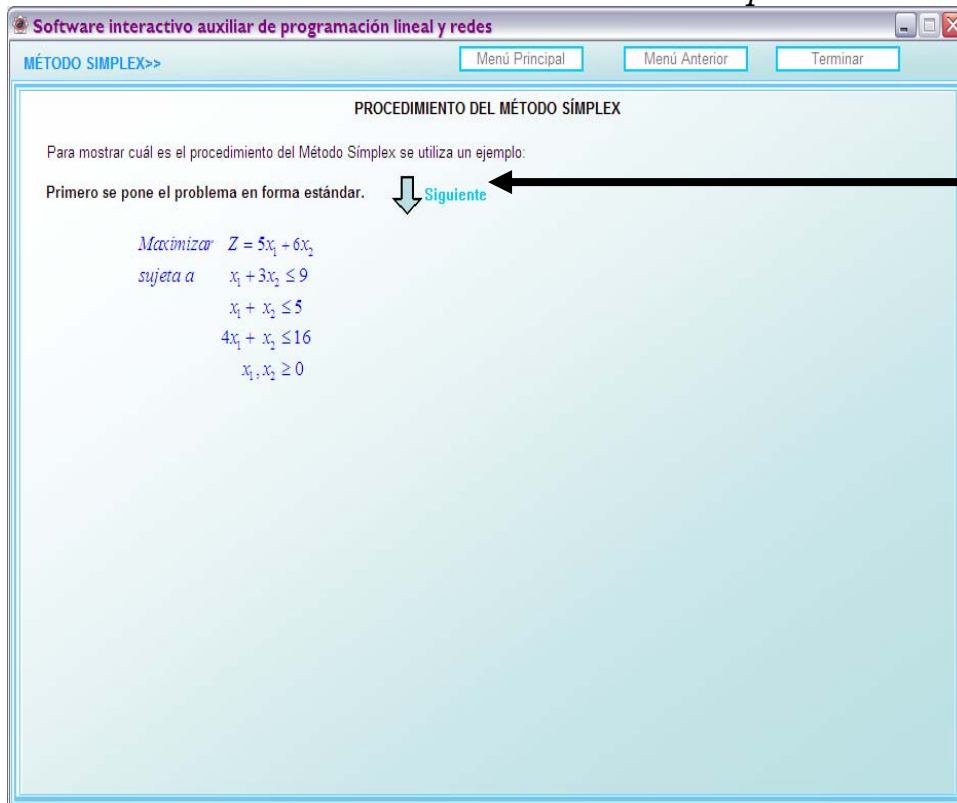 Software interactivo auxiliar de programación lineal y redes
MÉTODO SIMPLEX>> Menú Principal Menú Anterior Terminar
PROCEDIMIENTO DEL MÉTODO SÍMPLEX
Para mostrar cuál es el procedimiento del Método Símplex se utiliza un ejemplo:
Primero se pone el problema en forma estándar. Siguiente
Maximizar Z = 5x₁ + 6x₂
sujeta a x₁ + 3x₂ ≤ 9
x₁ + x₂ ≤ 5
4x₁ + x₂ ≤ 16
x₁, x₂ ≥ 0